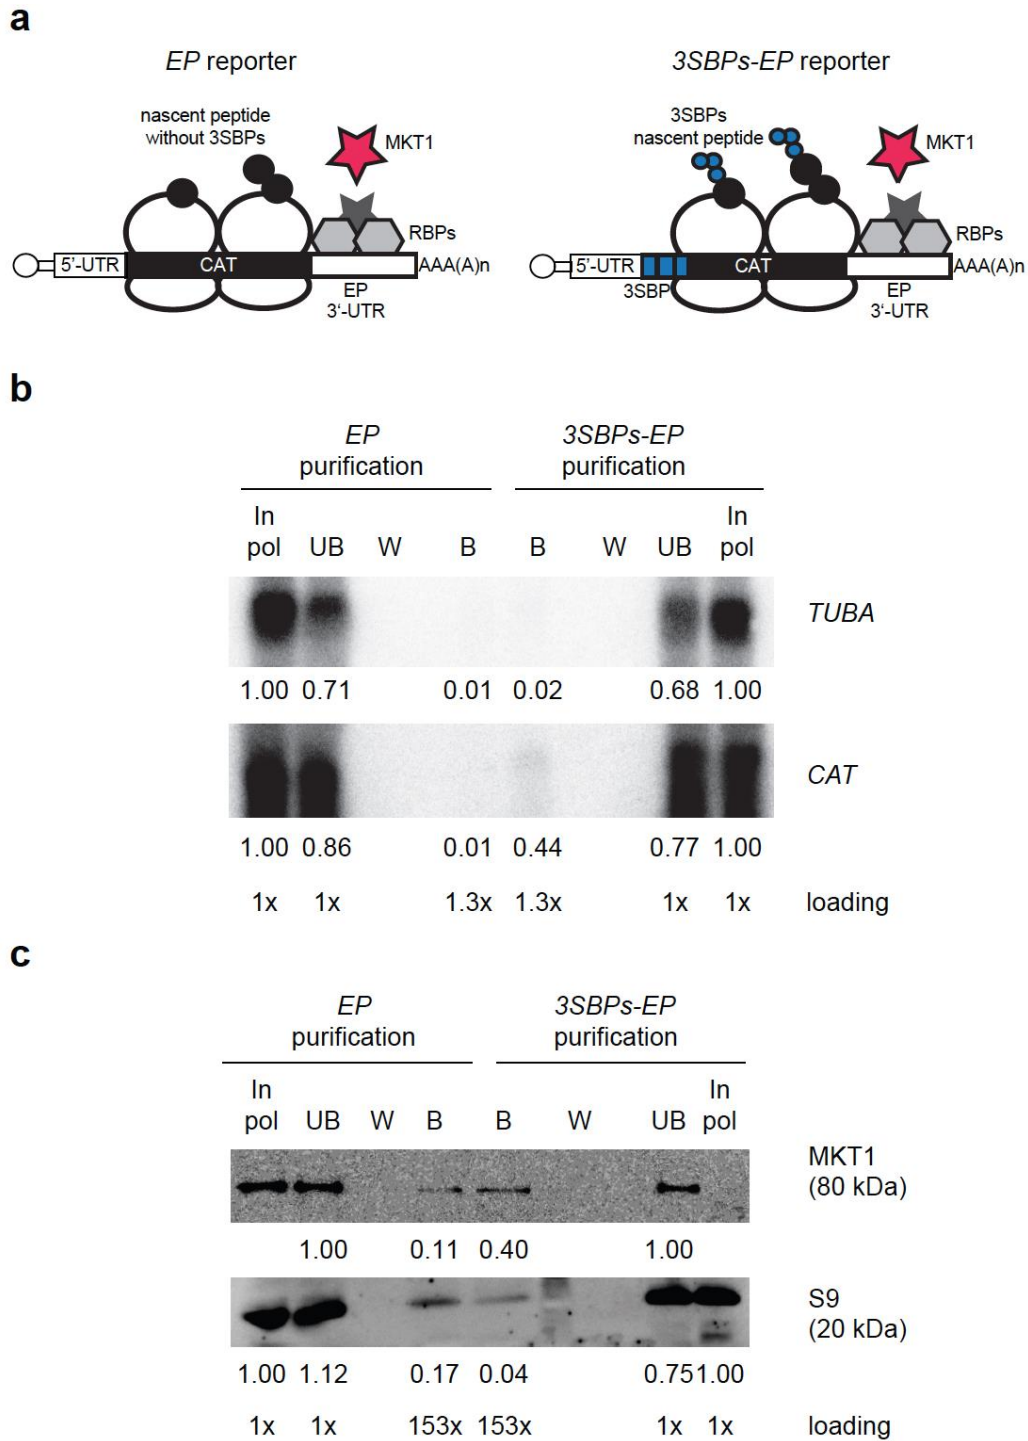 a
EP reporter
3SBPs-EP reporter
nascent peptide
without 3SBPs
MKT1
RBPs
5'-UTR
CAT
AAA(A)n
EP
3'-UTR
3SBPs
nascent peptide
MKT1
RBPs
5'-UTR
CAT
AAA(A)n
3SBP
EP
3'-UTR
b
EP
purification
3SBPs-EP
purification
In
pol UB W B B W UB In
pol
TUBA
1.00 0.71 0.01 0.02 0.68 1.00
CAT
1.00 0.86 0.01 0.44 0.77 1.00
1x 1x 1.3x 1.3x 1x 1x loading
c
EP
purification
3SBPs-EP
purification
In
pol UB W B B W UB In
pol
MKT1
(80 kDa)
1.00 0.11 0.40 1.00
S9
(20 kDa)
1.00 1.12 0.17 0.04 0.75 1.00
1x 1x 153x 153x 1x 1x loading